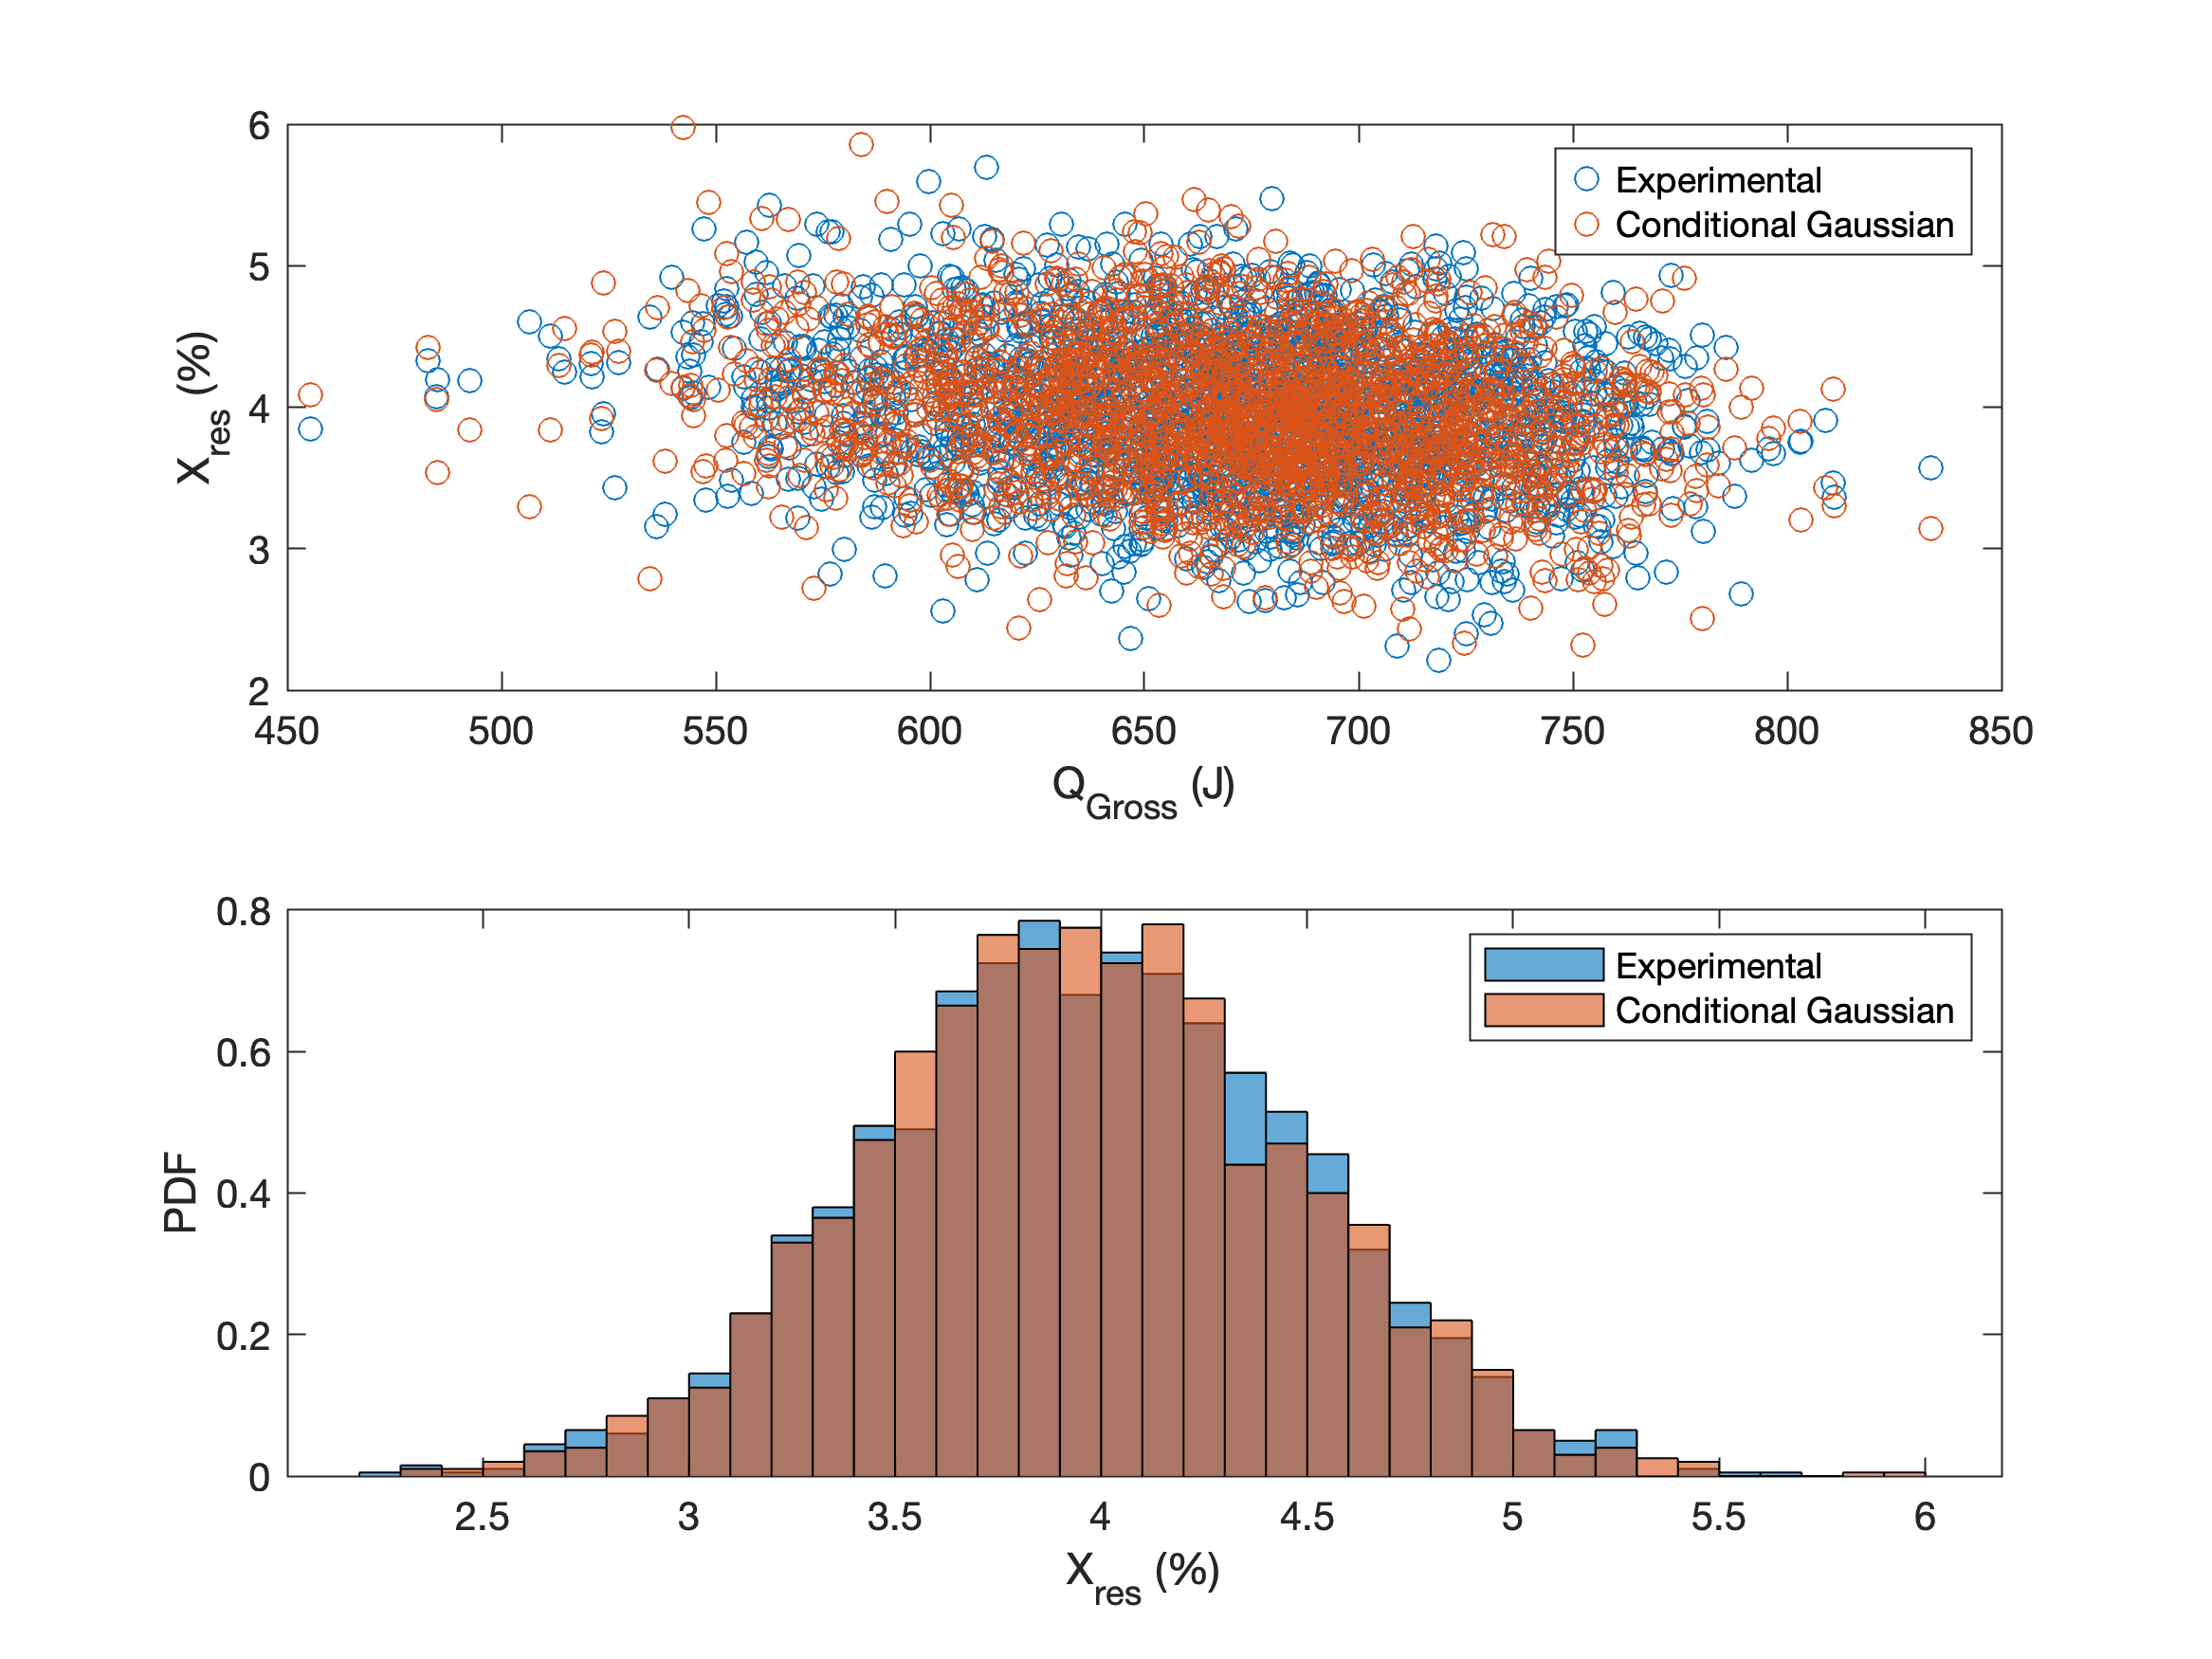 6
5
4
3
2
X_res (%)
Experimental
Conditional Gaussian
450 500 550 600 650 700 750 800 850
Q_Gross (J)
0.8
0.6
0.4
0.2
0
PDF
Experimental
Conditional Gaussian
2.5 3 3.5 4 4.5 5 5.5 6
X_res (%)